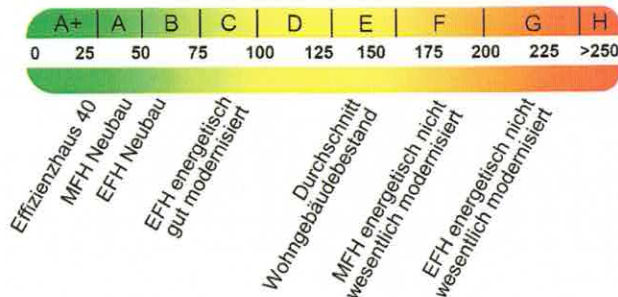 A+ A B C D E F G H
0 25 50 75 100 125 150 175 200 225 >250
Effizienzhaus 40
MFH Neubau
EFH Neubau
EFH energetisch
gut modernisiert
Durchschnitt
Wohngebäudebestand
MFH energetisch nicht
wesentlich modernisiert
EFH energetisch nicht
wesentlich modernisiert